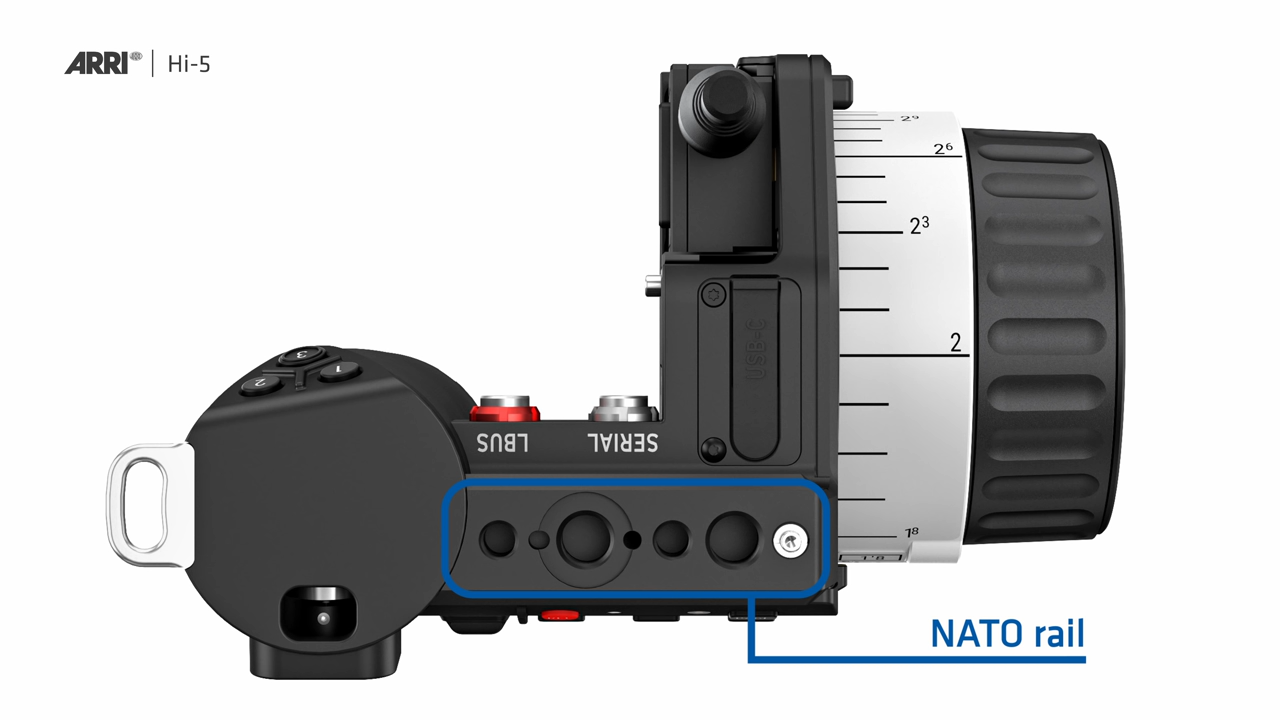 ARRI | Hi-5
2⁹
2⁶
2³
2
1⁸
USB-C
3
2
1
LBUS
SERIAL
NATO rail